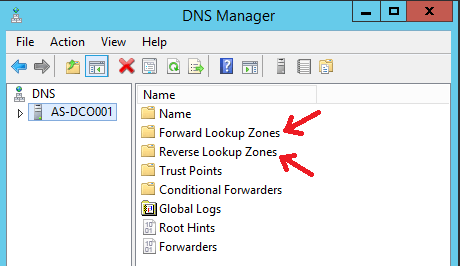 DNS Manager
File Action View Help
DNS
AS-DCO001
Name
Name
Forward Lookup Zones
Reverse Lookup Zones
Trust Points
Conditional Forwarders
Global Logs
Root Hints
Forwarders